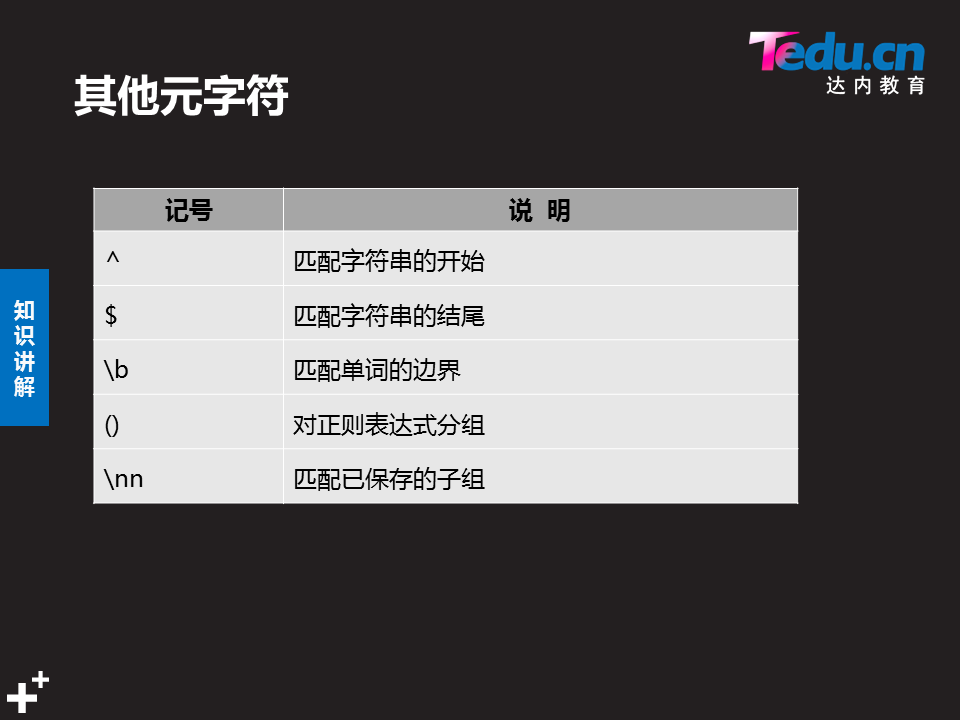 Tedu.cn
达内教育
其他元字符
记号 说 明
^ 匹配字符串的开始
$ 匹配字符串的结尾
\b 匹配单词的边界
() 对正则表达式分组
\nn 匹配已保存的子组
知识讲解